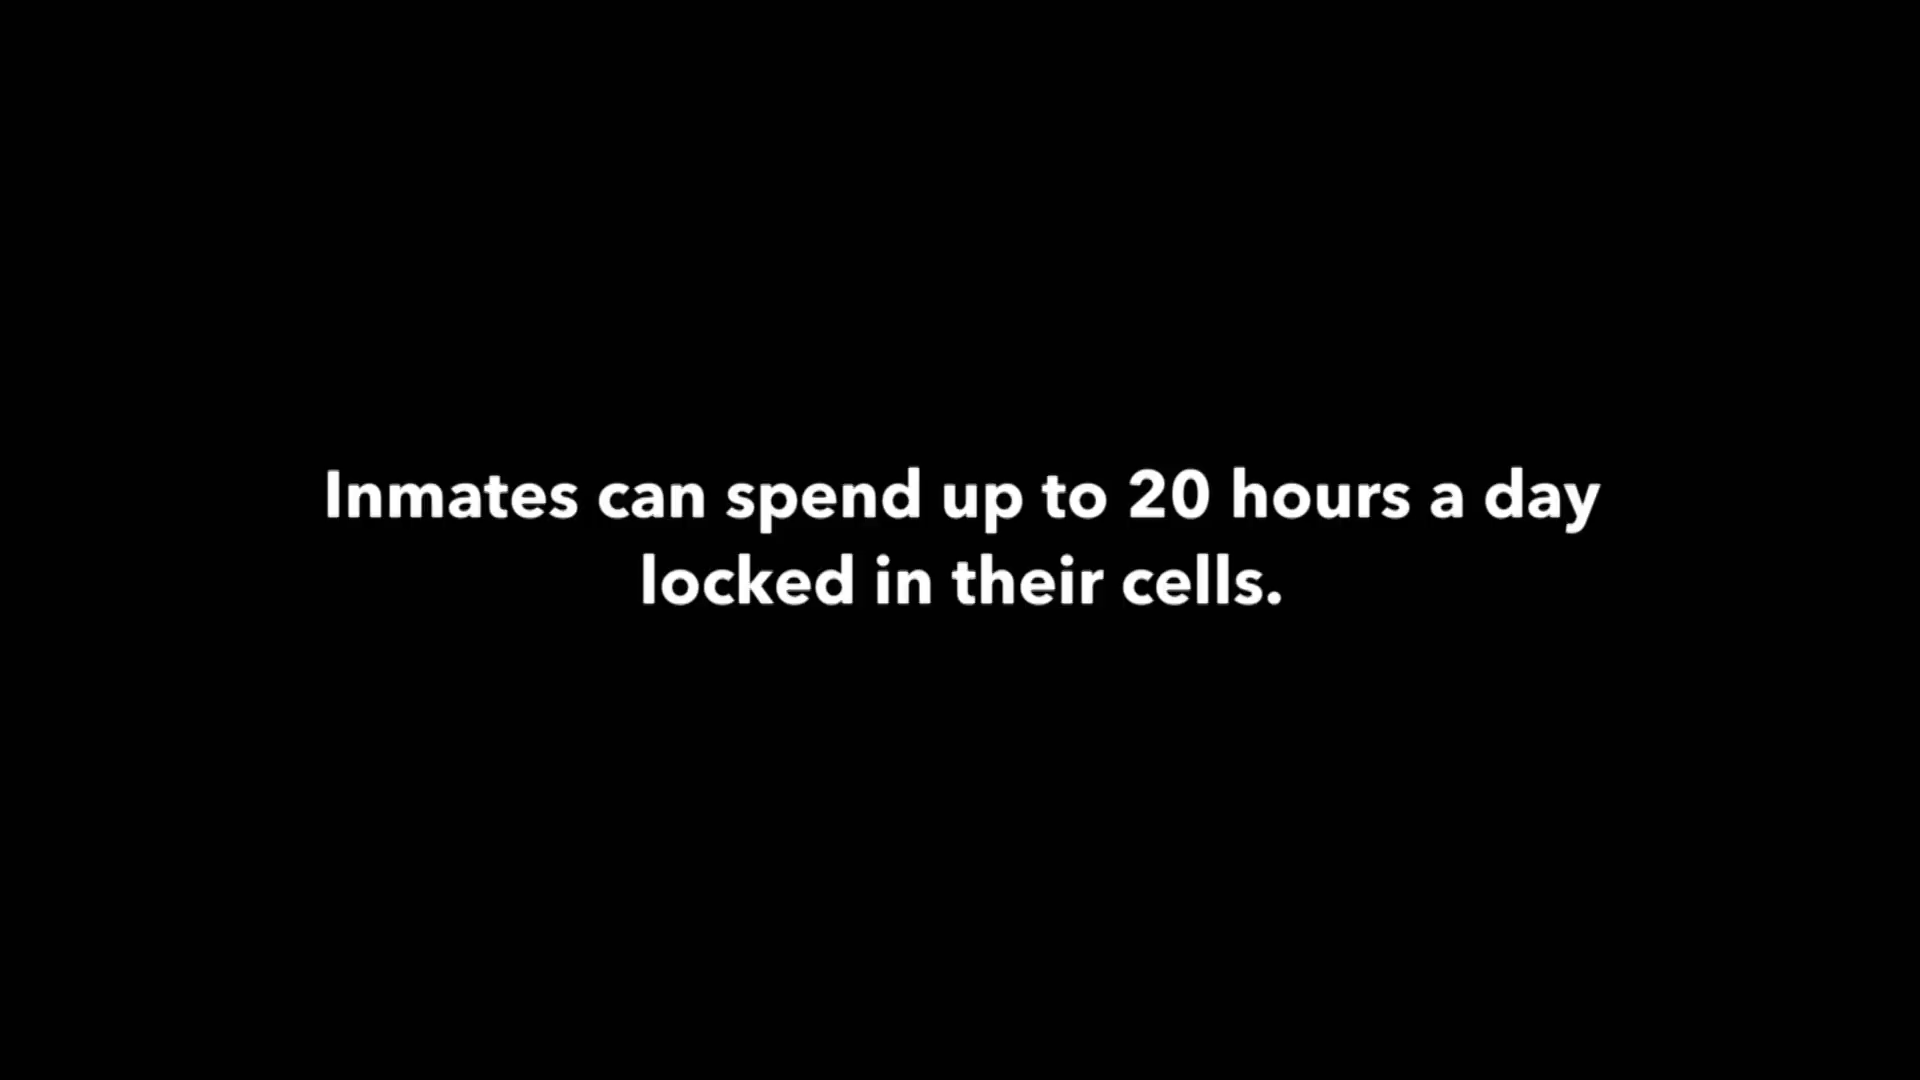 Inmates can spend up to 20 hours a day
locked in their cells.